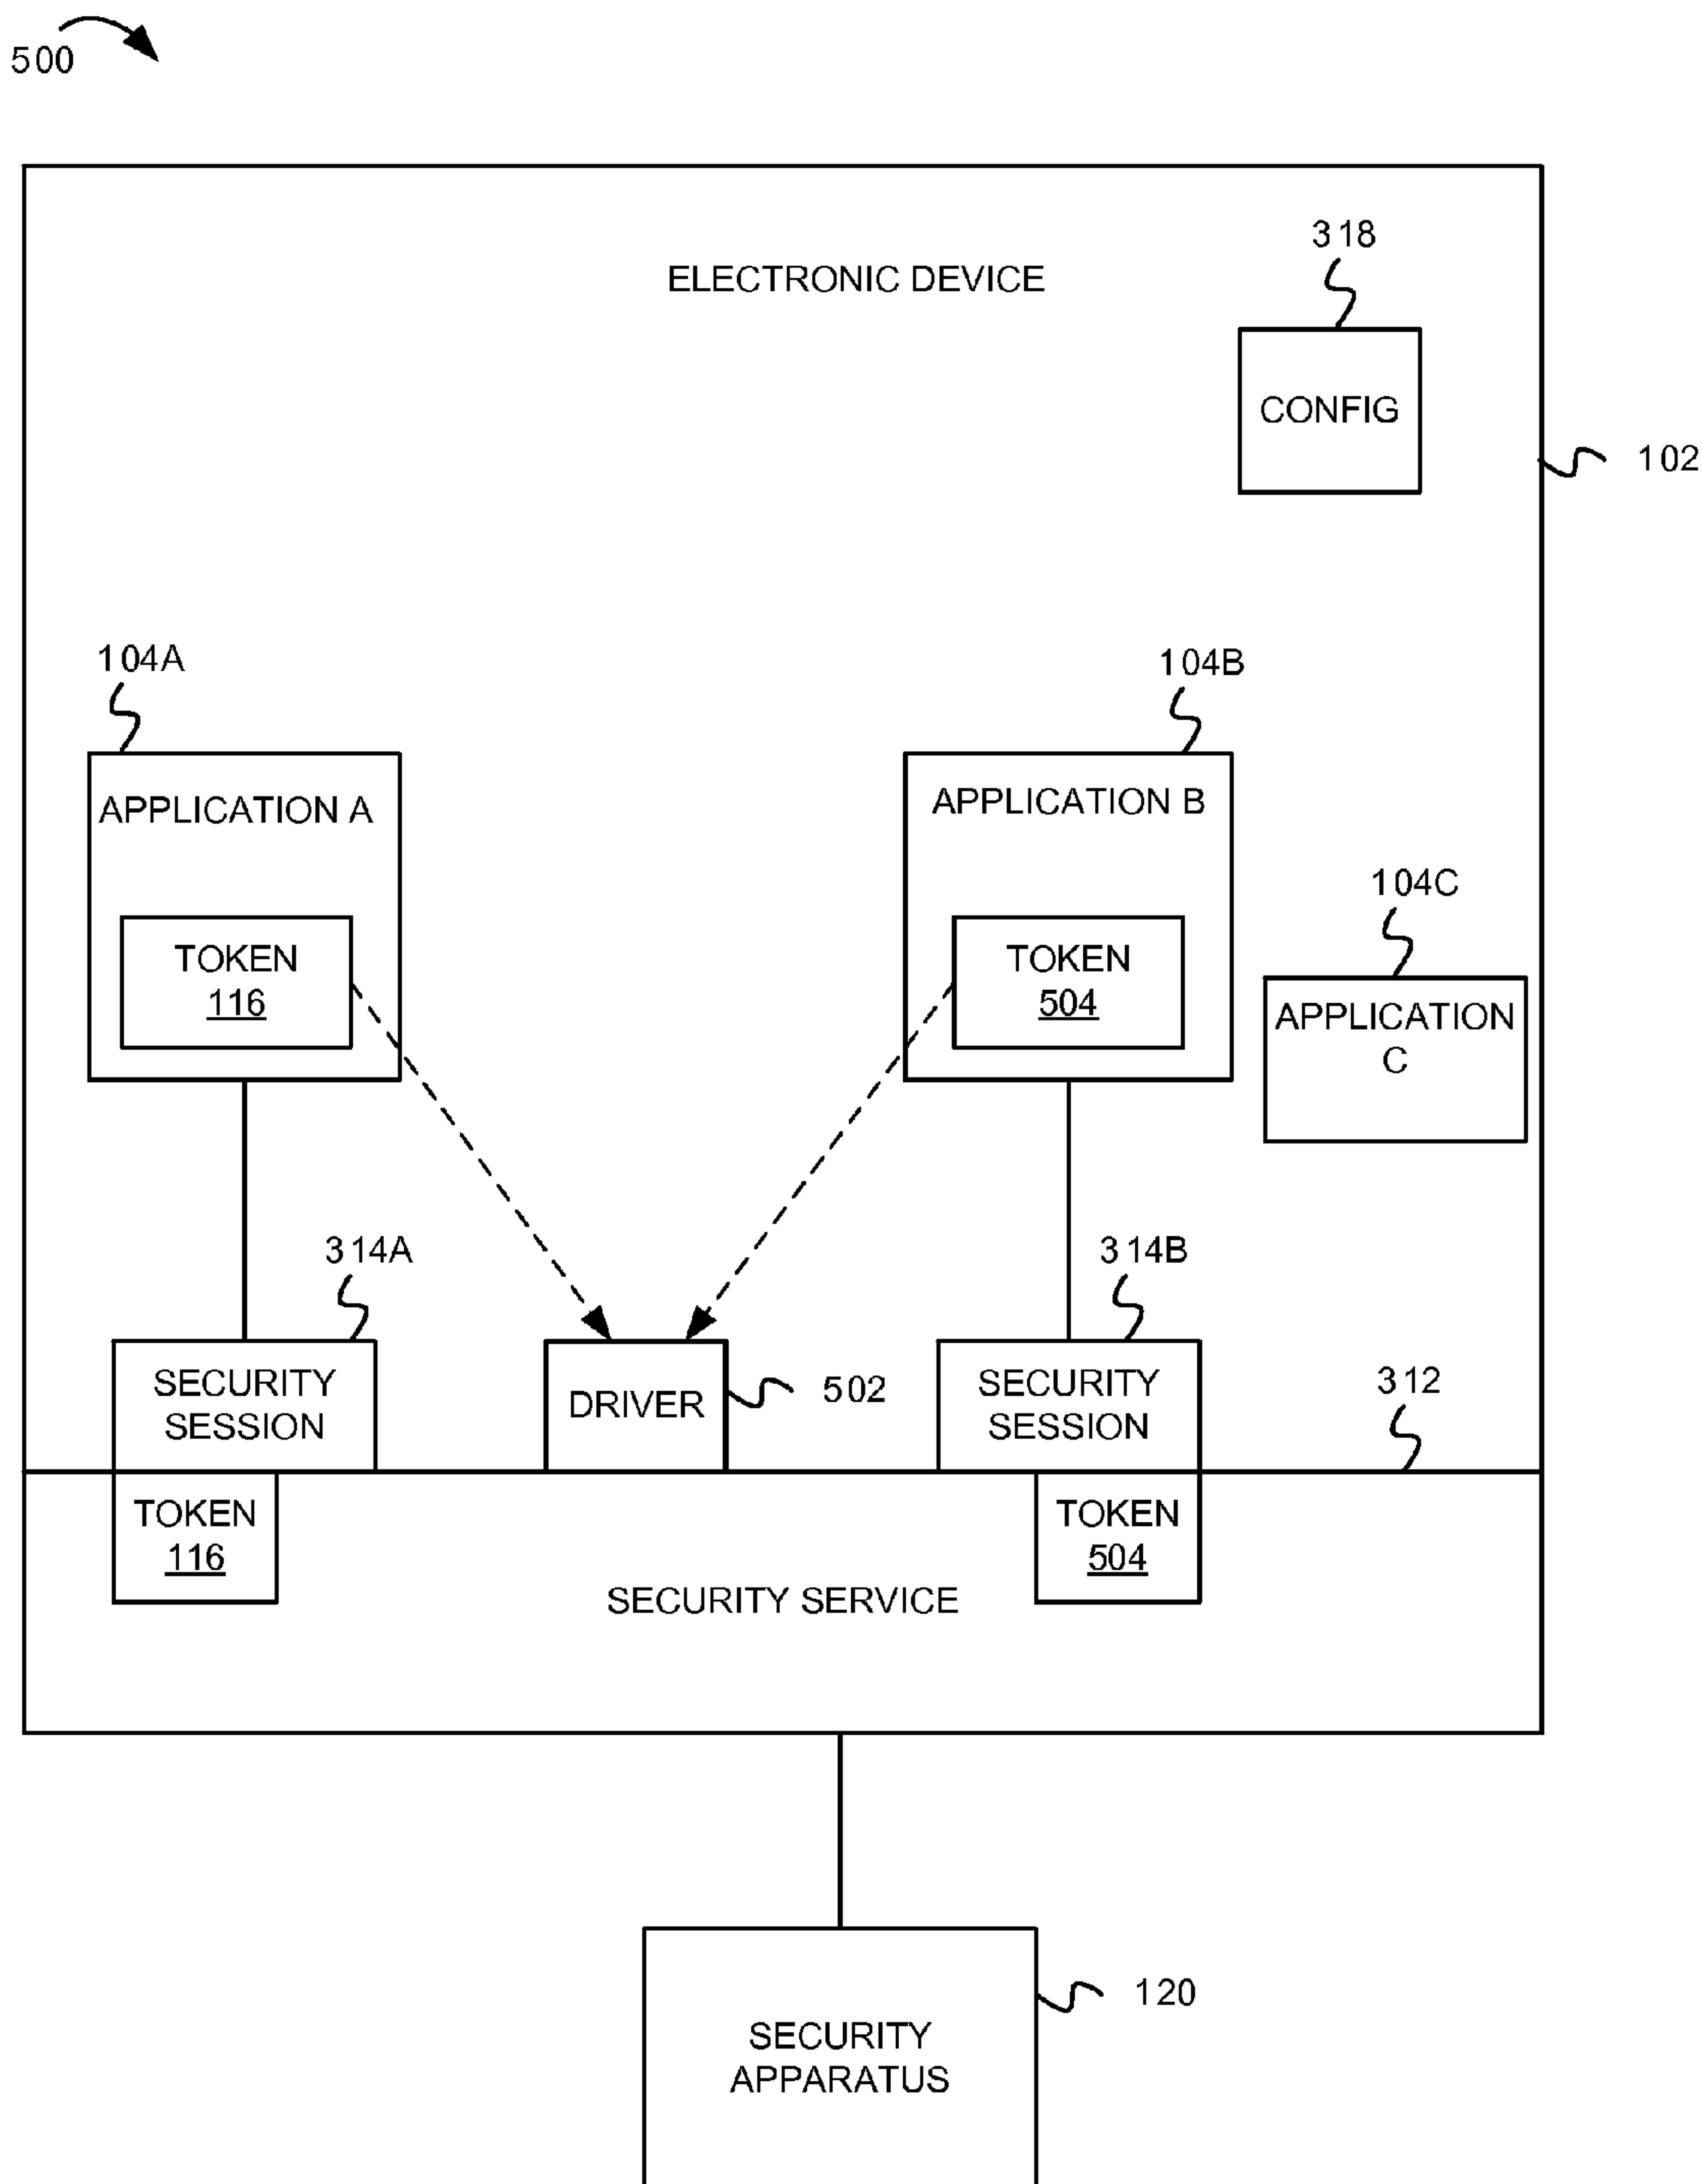 500
318
ELECTRONIC DEVICE
CONFIG
102
104A
104B
APPLICATION A
APPLICATION B
104C
TOKEN
116
TOKEN
504
APPLICATION
C
314A
314B
SECURITY
SESSION
DRIVER
502
SECURITY
SESSION
312
TOKEN
116
TOKEN
504
SECURITY SERVICE
120
SECURITY
APPARATUS